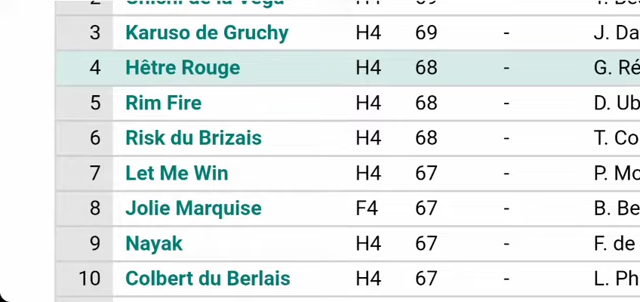 3 Karuso de Gruchy H4 69 - J. Da
4 Hêtre Rouge H4 68 - G. Ré
5 Rim Fire H4 68 - D. Ub
6 Risk du Brizais H4 68 - T. Co
7 Let Me Win H4 67 - P. Mo
8 Jolie Marquise F4 67 - B. Be
9 Nayak H4 67 - F. de
10 Colbert du Berlais H4 67 - L. Ph